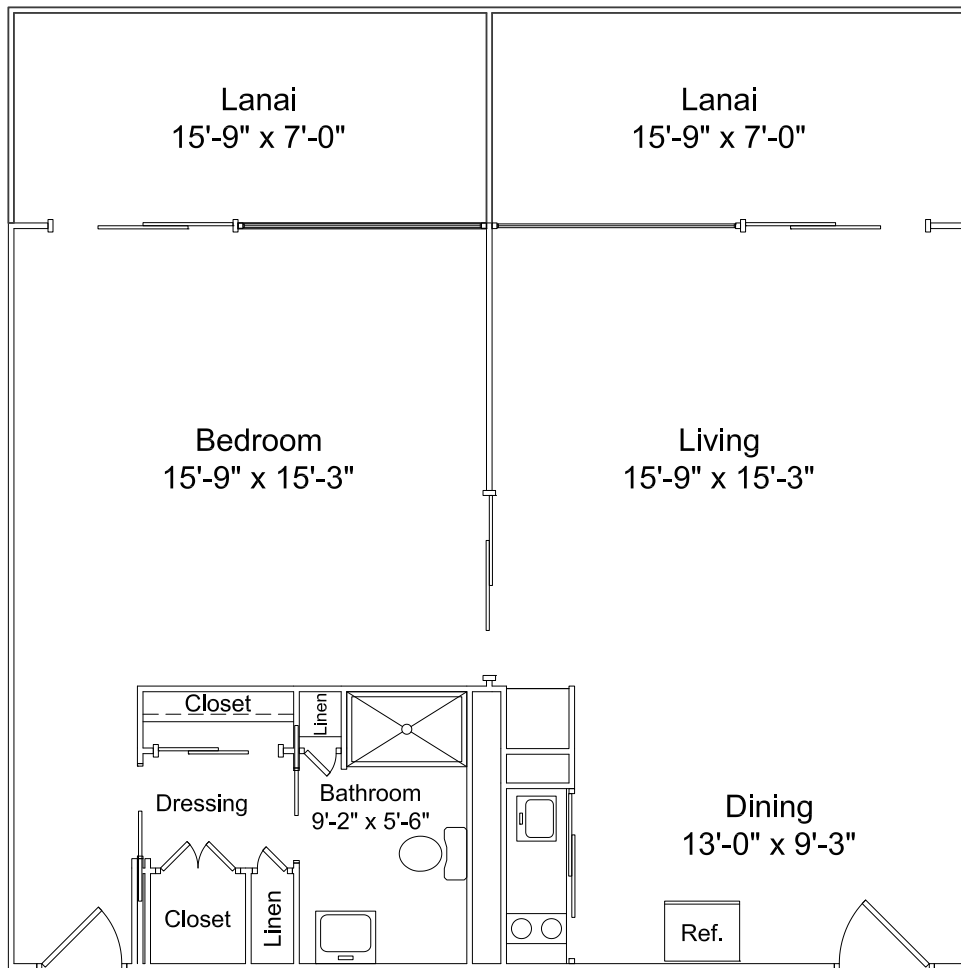 Lanai
15'-9" x 7'-0"
Lanai
15'-9" x 7'-0"
Bedroom
15'-9" x 15'-3"
Living
15'-9" x 15'-3"
Closet
Linen
Dressing
Bathroom
9'-2" x 5'-6"
Dining
13'-0" x 9'-3"
Closet
Linen
Ref.